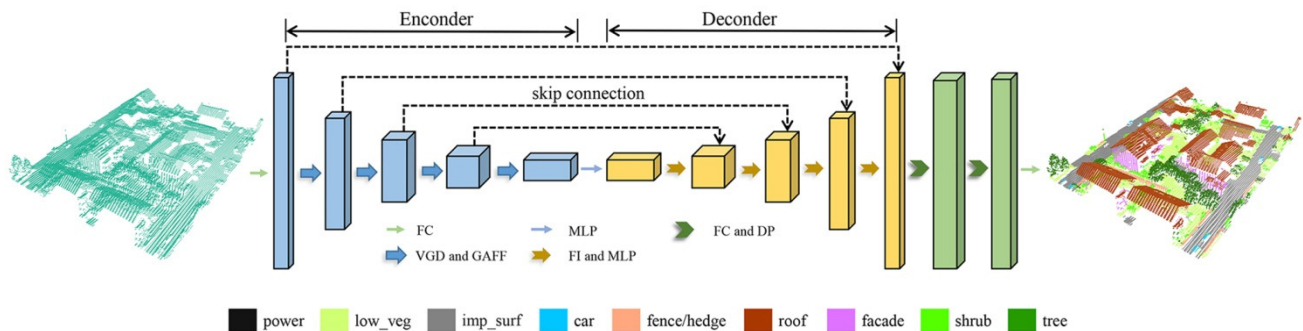 Enconder
Deconder
skip connection
FC
MLP
FC and DP
VGD and GAFF
FI and MLP
power
low_veg
imp_surf
car
fence/hedge
roof
facade
shrub
tree